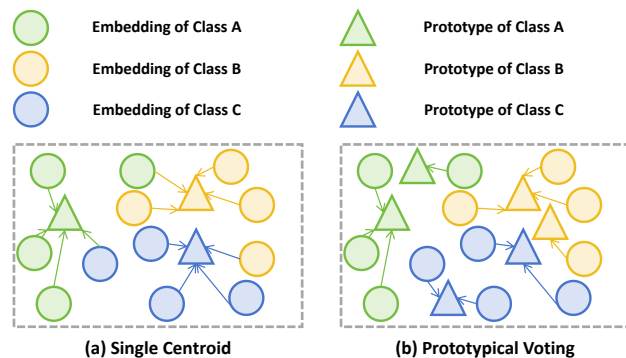 Embedding of Class A
Prototype of Class A
Embedding of Class B
Prototype of Class B
Embedding of Class C
Prototype of Class C
(a) Single Centroid
(b) Prototypical Voting